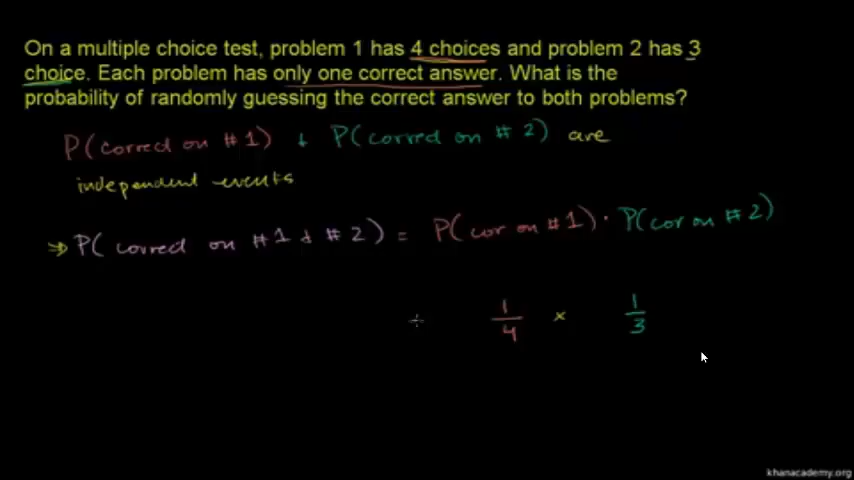 On a multiple choice test, problem 1 has 4 choices and problem 2 has 3
choice. Each problem has only one correct answer. What is the
probability of randomly guessing the correct answer to both problems?
P(correct on #1) + P(correct on #2) are
independent events
⇒ P(correct on #1 + #2) = P(cor on #1) · P(cor on #2)
÷ 1/4 × 1/3
khanacademy.org